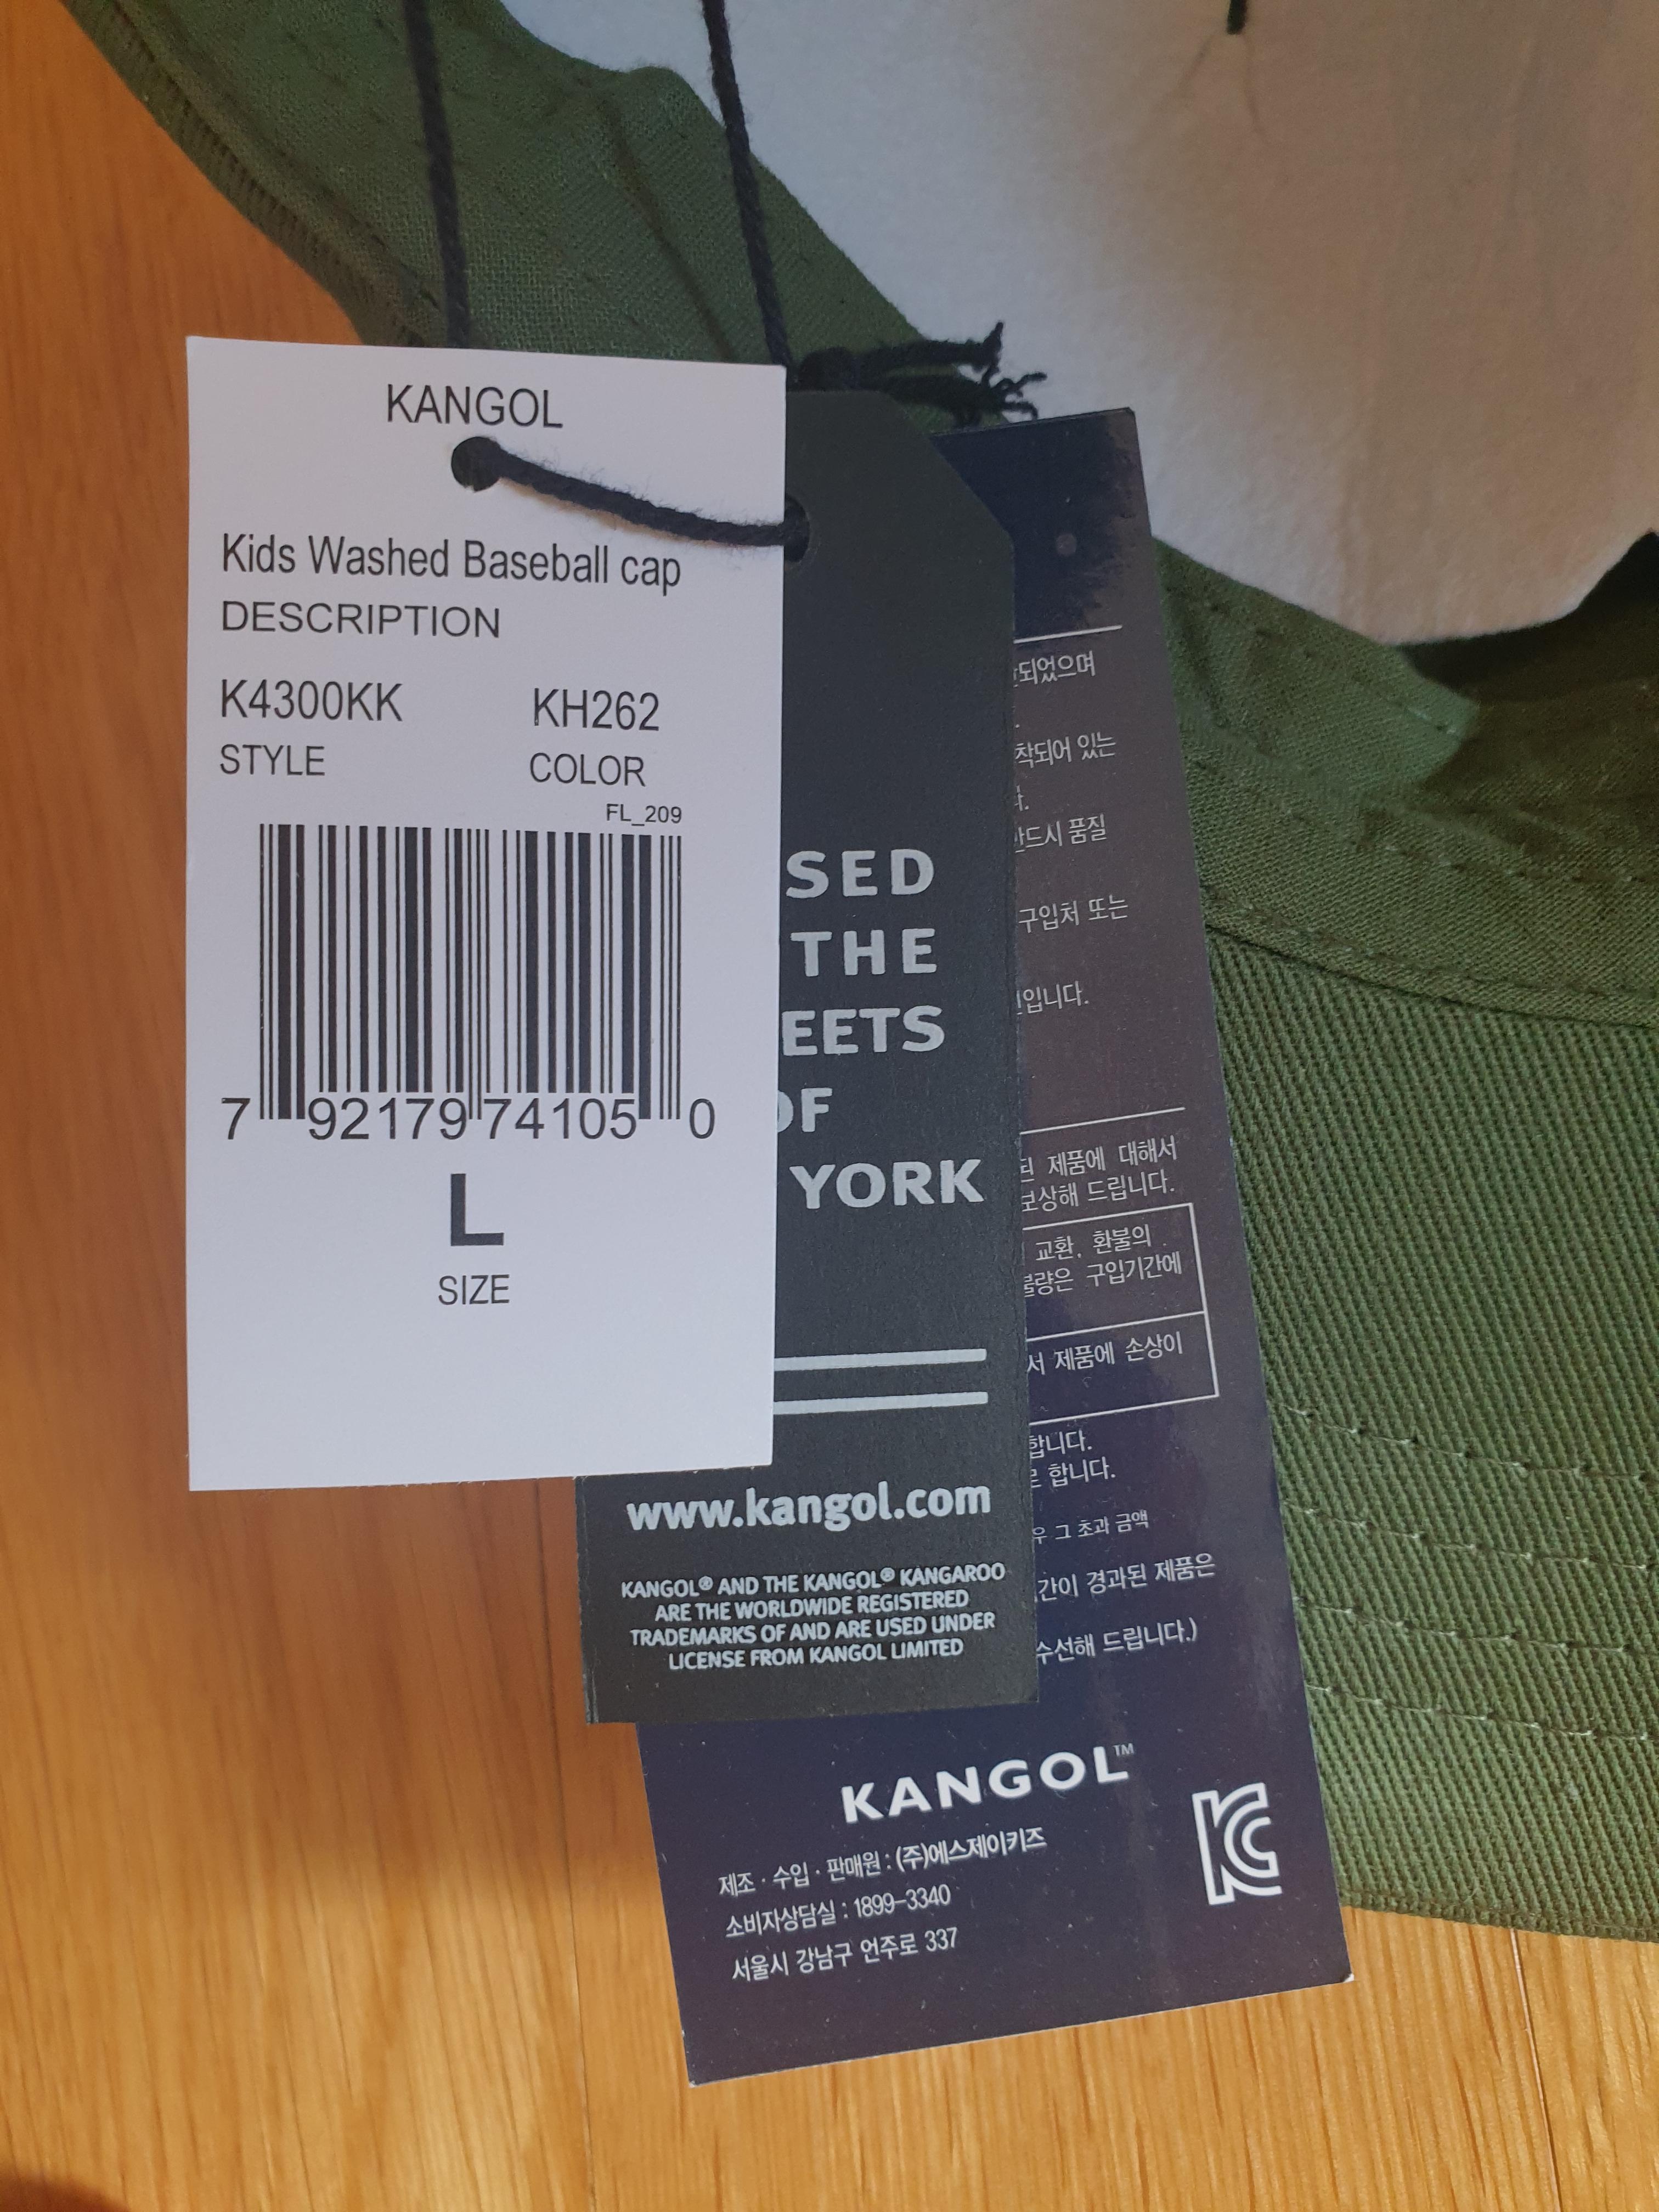 KANGOL
Kids Washed Baseball cap
DESCRIPTION
K4300KK KH262
STYLE COLOR
FL_209
7 92179 74105 0
L
SIZE
SED
THE
EETS
OF
YORK
www.kangol.com
KANGOL® AND THE KANGOL® KANGAROO
ARE THE WORLDWIDE REGISTERED
TRADEMARKS OF AND ARE USED UNDER
LICENSE FROM KANGOL LIMITED
되었으며
착되어 있는
반드시 품질
구입처 또는
입니다.
된 제품에 대해서
보상해 드립니다.
교환, 환불의
불량은 구입기간에
서 제품에 손상이
합니다.
로 합니다.
우 그 초과 금액
간이 경과된 제품은
수선해 드립니다.)
KANGOL™
제조 · 수입 · 판매원 : (주)에스제이키즈
소비자상담실 : 1899-3340
서울시 강남구 언주로 337